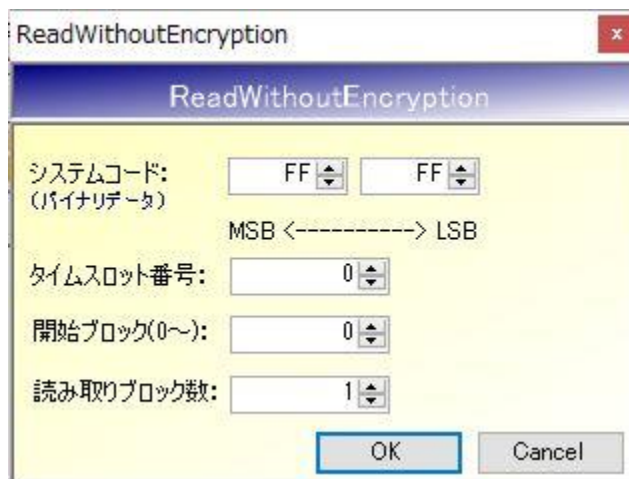 ReadWithoutEncryption
x
ReadWithoutEncryption
システムコード: FF FF
(バイナリデータ)
MSB <----------> LSB
タイムスロット番号: 0
開始ブロック(0～): 0
読み取りブロック数: 1
OK Cancel